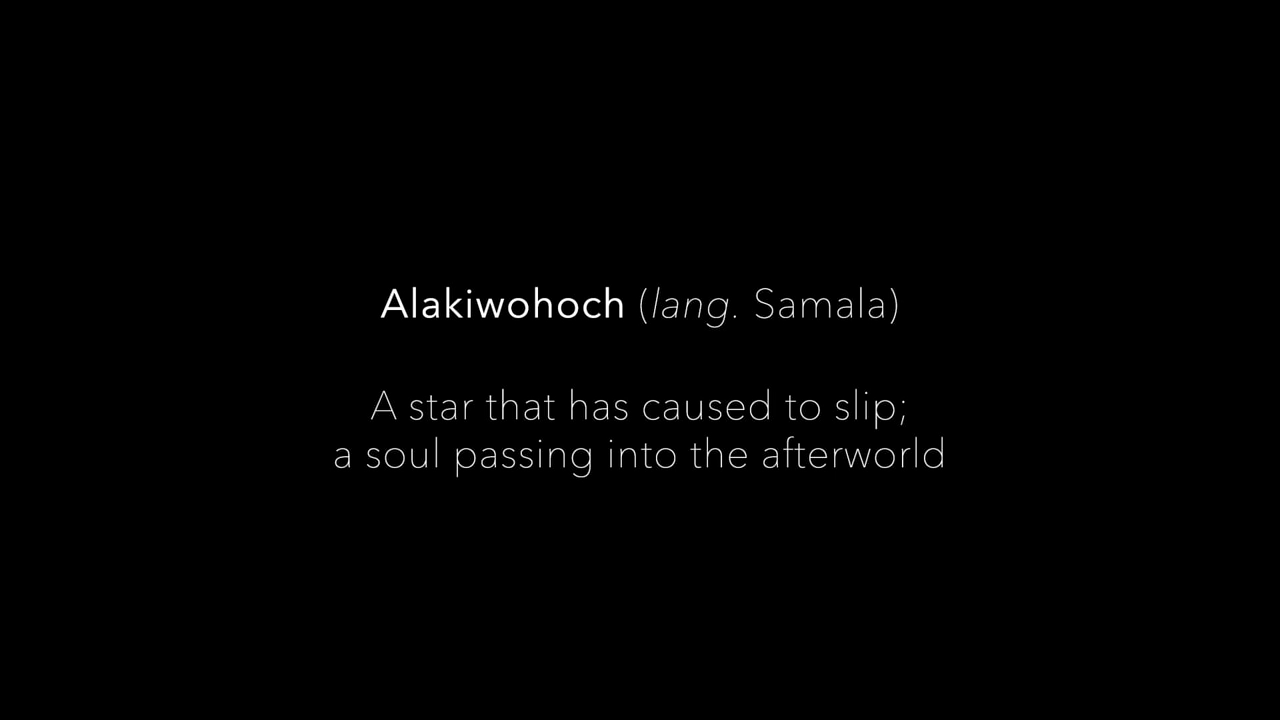 Alakiwohoch (lang. Samala)
A star that has caused to slip;
a soul passing into the afterworld